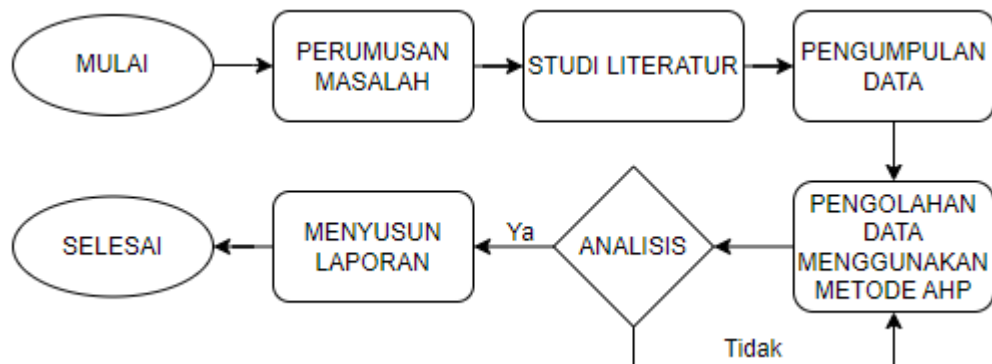 MULAI
PERUMUSAN
MASALAH
STUDI LITERATUR
PENGUMPULAN
DATA
PENGOLAHAN
DATA
MENGGUNAKAN
METODE AHP
ANALISIS
Ya
MENYUSUN
LAPORAN
SELESAI
Tidak